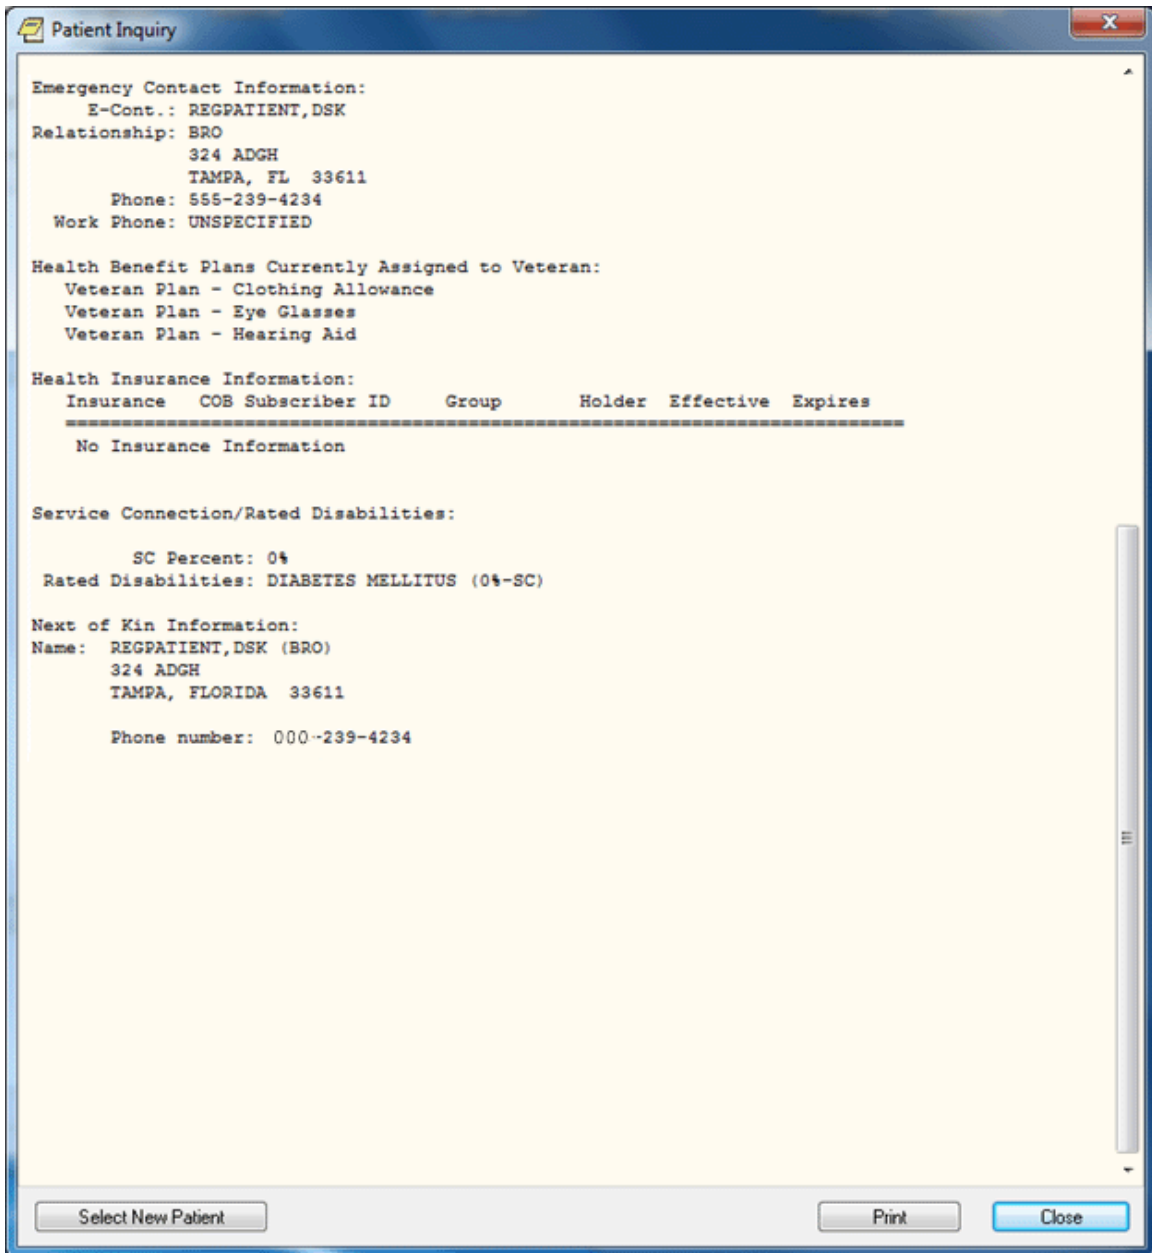 Patient Inquiry
Emergency Contact Information:
E-Cont.: REGPATIENT,DSK
Relationship: BRO
324 ADGH
TAMPA, FL  33611
Phone: 555-239-4234
Work Phone: UNSPECIFIED
Health Benefit Plans Currently Assigned to Veteran:
Veteran Plan - Clothing Allowance
Veteran Plan - Eye Glasses
Veteran Plan - Hearing Aid
Health Insurance Information:
Insurance   COB Subscriber ID     Group       Holder  Effective  Expires
===========================================================================
No Insurance Information
Service Connection/Rated Disabilities:
SC Percent: 0%
Rated Disabilities: DIABETES MELLITUS (0%-SC)
Next of Kin Information:
Name:  REGPATIENT,DSK (BRO)
324 ADGH
TAMPA, FLORIDA  33611
Phone number:  000--239-4234
Select New Patient
Print
Close